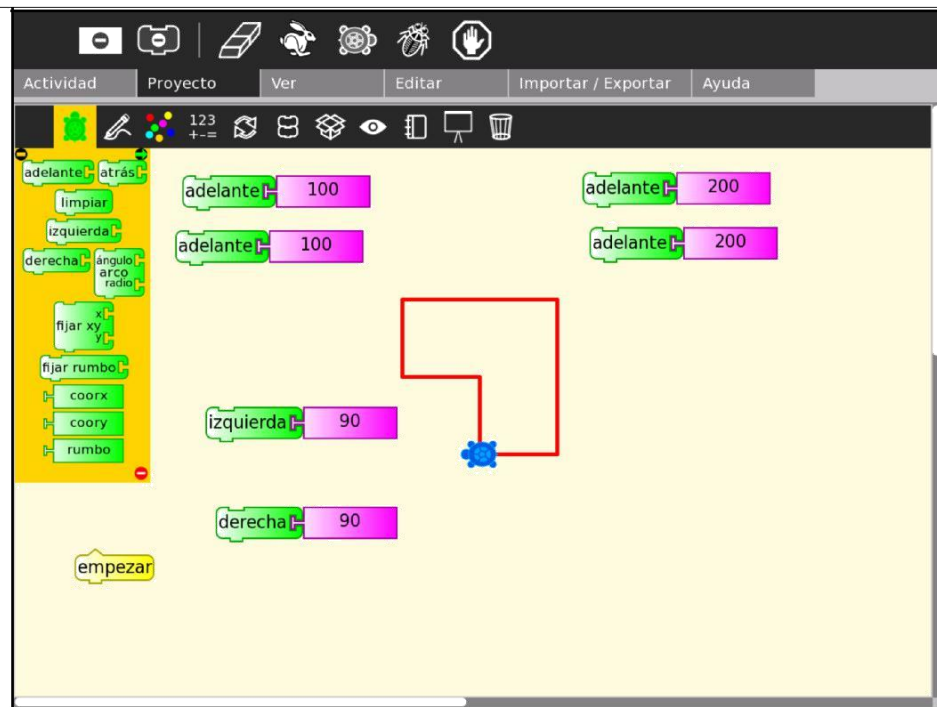 Actividad Proyecto Ver Editar Importar / Exportar Ayuda
123
+-=
adelante atrás
limpiar
izquierda
derecha ángulo
arco
radio
x
fijar xy
y
fijar rumbo
coorx
coory
rumbo
adelante 100
adelante 100
adelante 200
adelante 200
izquierda 90
derecha 90
empezar